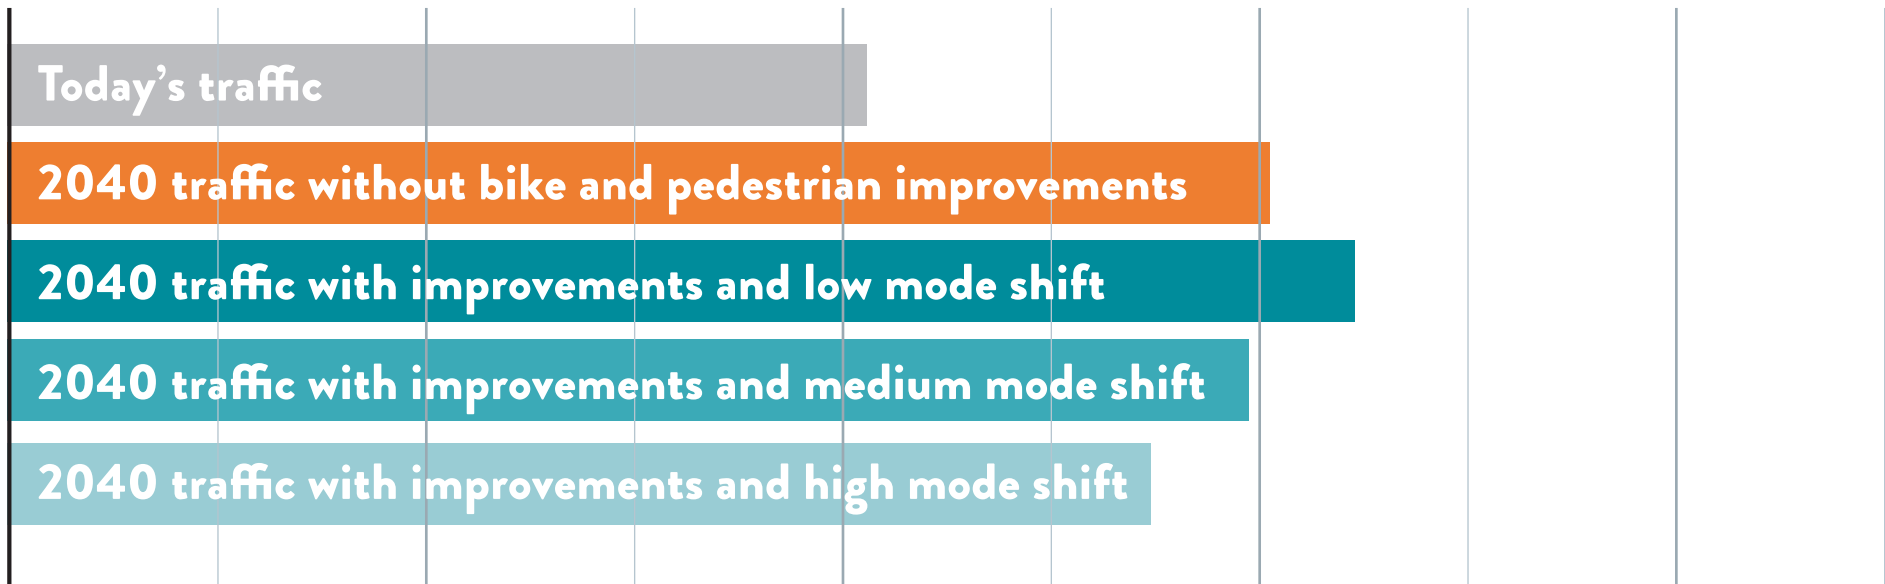 Today’s traffic
2040 traffic without bike and pedestrian improvements
2040 traffic with improvements and low mode shift
2040 traffic with improvements and medium mode shift
2040 traffic with improvements and high mode shift